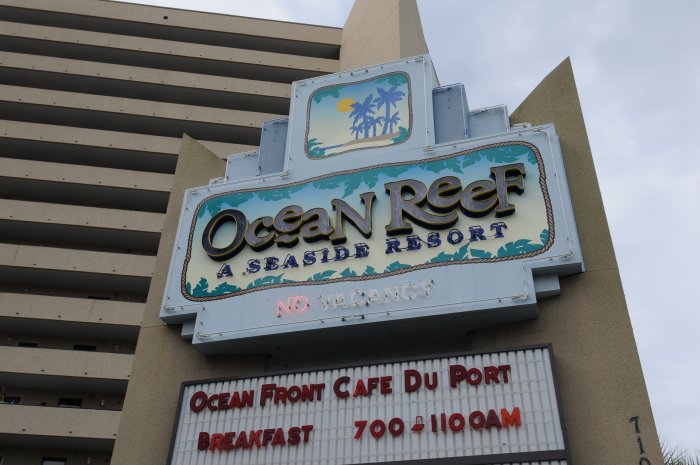 Ocean Reef
A Seaside Resort
NO VACANCY
Ocean Front Cafe Du Port
Breakfast 700-1100AM